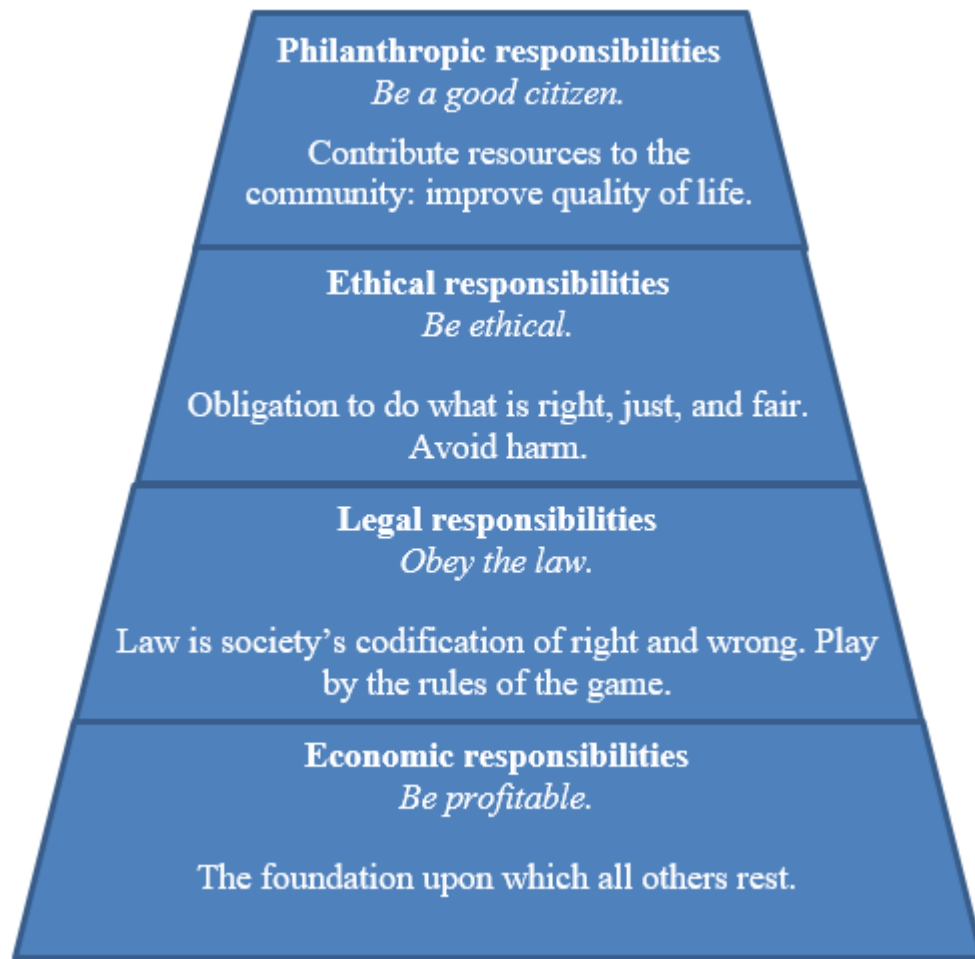 Philanthropic responsibilities
Be a good citizen.
Contribute resources to the
community: improve quality of life.
Ethical responsibilities
Be ethical.
Obligation to do what is right, just, and fair.
Avoid harm.
Legal responsibilities
Obey the law.
Law is society’s codification of right and wrong. Play
by the rules of the game.
Economic responsibilities
Be profitable.
The foundation upon which all others rest.